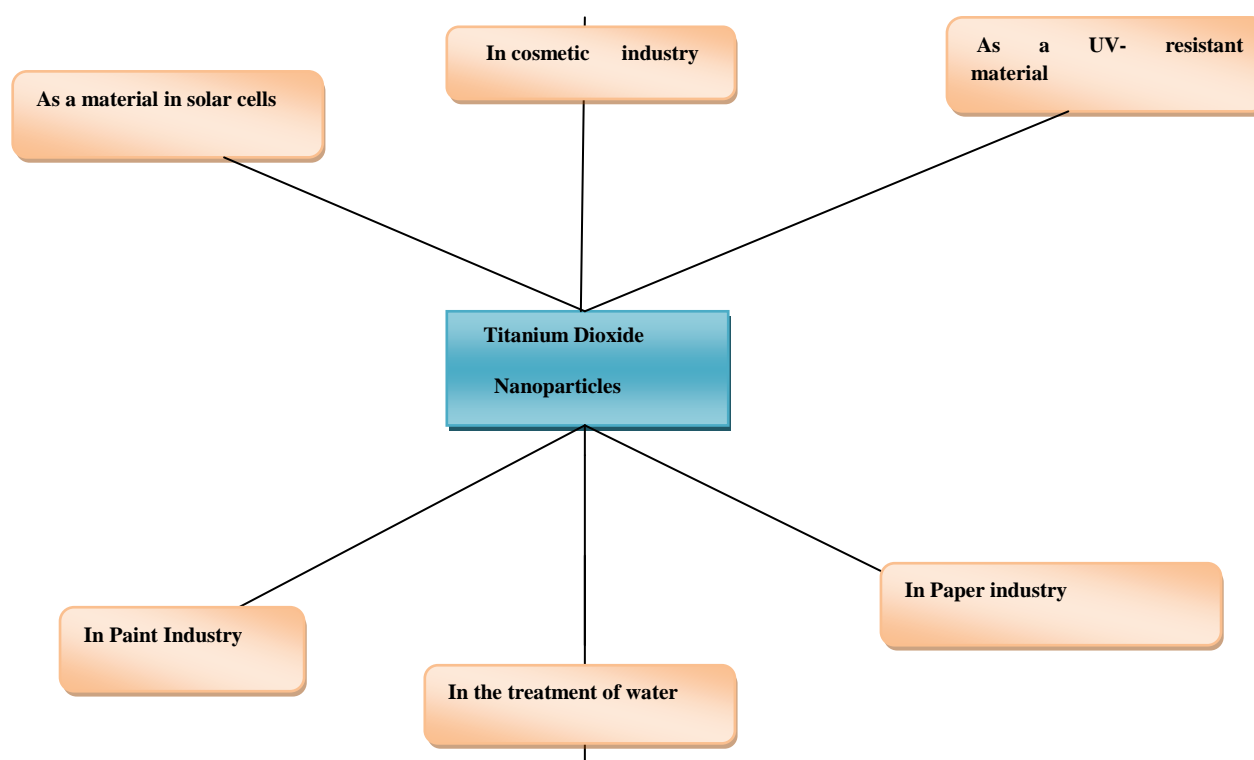 In cosmetic industry
As a UV- resistant
material
As a material in solar cells
Titanium Dioxide
Nanoparticles
In Paper industry
In Paint Industry
In the treatment of water